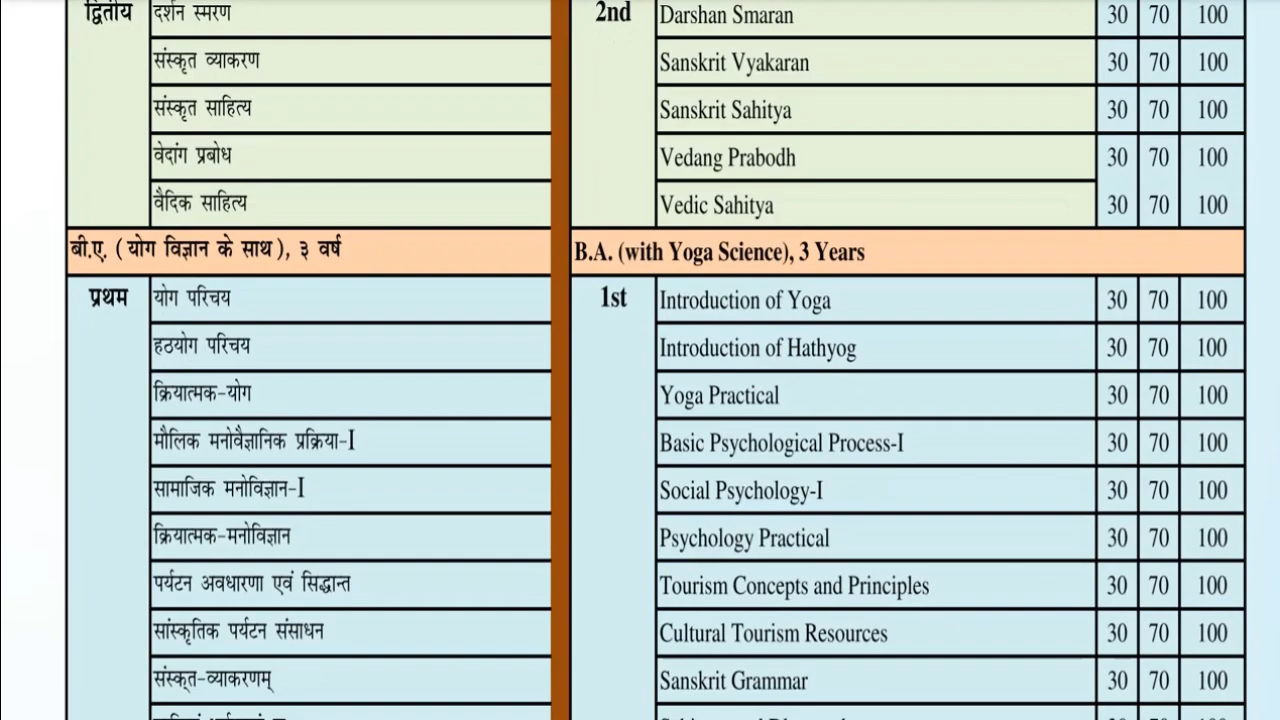 द्वितीय दर्शन स्मरण 2nd Darshan Smaran 30 70 100
संस्कृत व्याकरण Sanskrit Vyakaran 30 70 100
संस्कृत साहित्य Sanskrit Sahitya 30 70 100
वेदांग प्रबोध Vedang Prabodh 30 70 100
वैदिक साहित्य Vedic Sahitya 30 70 100
बी.ए. (योग विज्ञान के साथ), ३ वर्ष B.A. (with Yoga Science), 3 Years
प्रथम योग परिचय 1st Introduction of Yoga 30 70 100
हठयोग परिचय Introduction of Hathyog 30 70 100
क्रियात्मक-योग Yoga Practical 30 70 100
मौलिक मनोवैज्ञानिक प्रक्रिया-I Basic Psychological Process-I 30 70 100
सामाजिक मनोविज्ञान-I Social Psychology-I 30 70 100
क्रियात्मक-मनोविज्ञान Psychology Practical 30 70 100
पर्यटन अवधारणा एवं सिद्धान्त Tourism Concepts and Principles 30 70 100
सांस्कृतिक पर्यटन संसाधन Cultural Tourism Resources 30 70 100
संस्कृत-व्याकरणम् Sanskrit Grammar 30 70 100